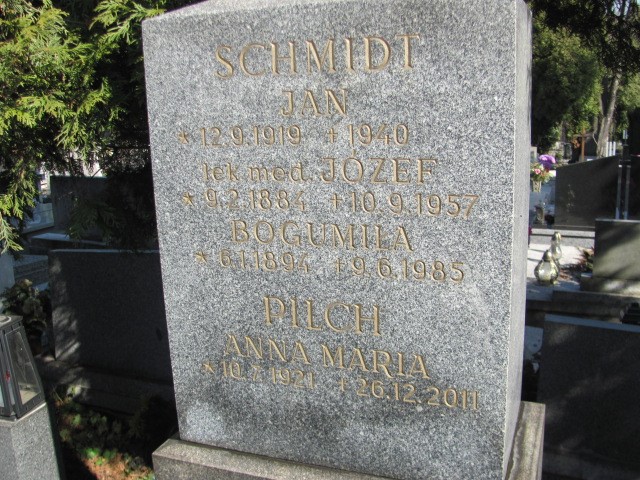 SCHMIDT
JAN
* 12.9.1919 + 1940
lek. med. JÓZEF
* 9.2.1884 + 10.9.1957
BOGUMIŁA
* 6.1.1894 + 9.6.1985
PILCH
ANNA MARIA
* 10.7.1921 + 26.12.2011